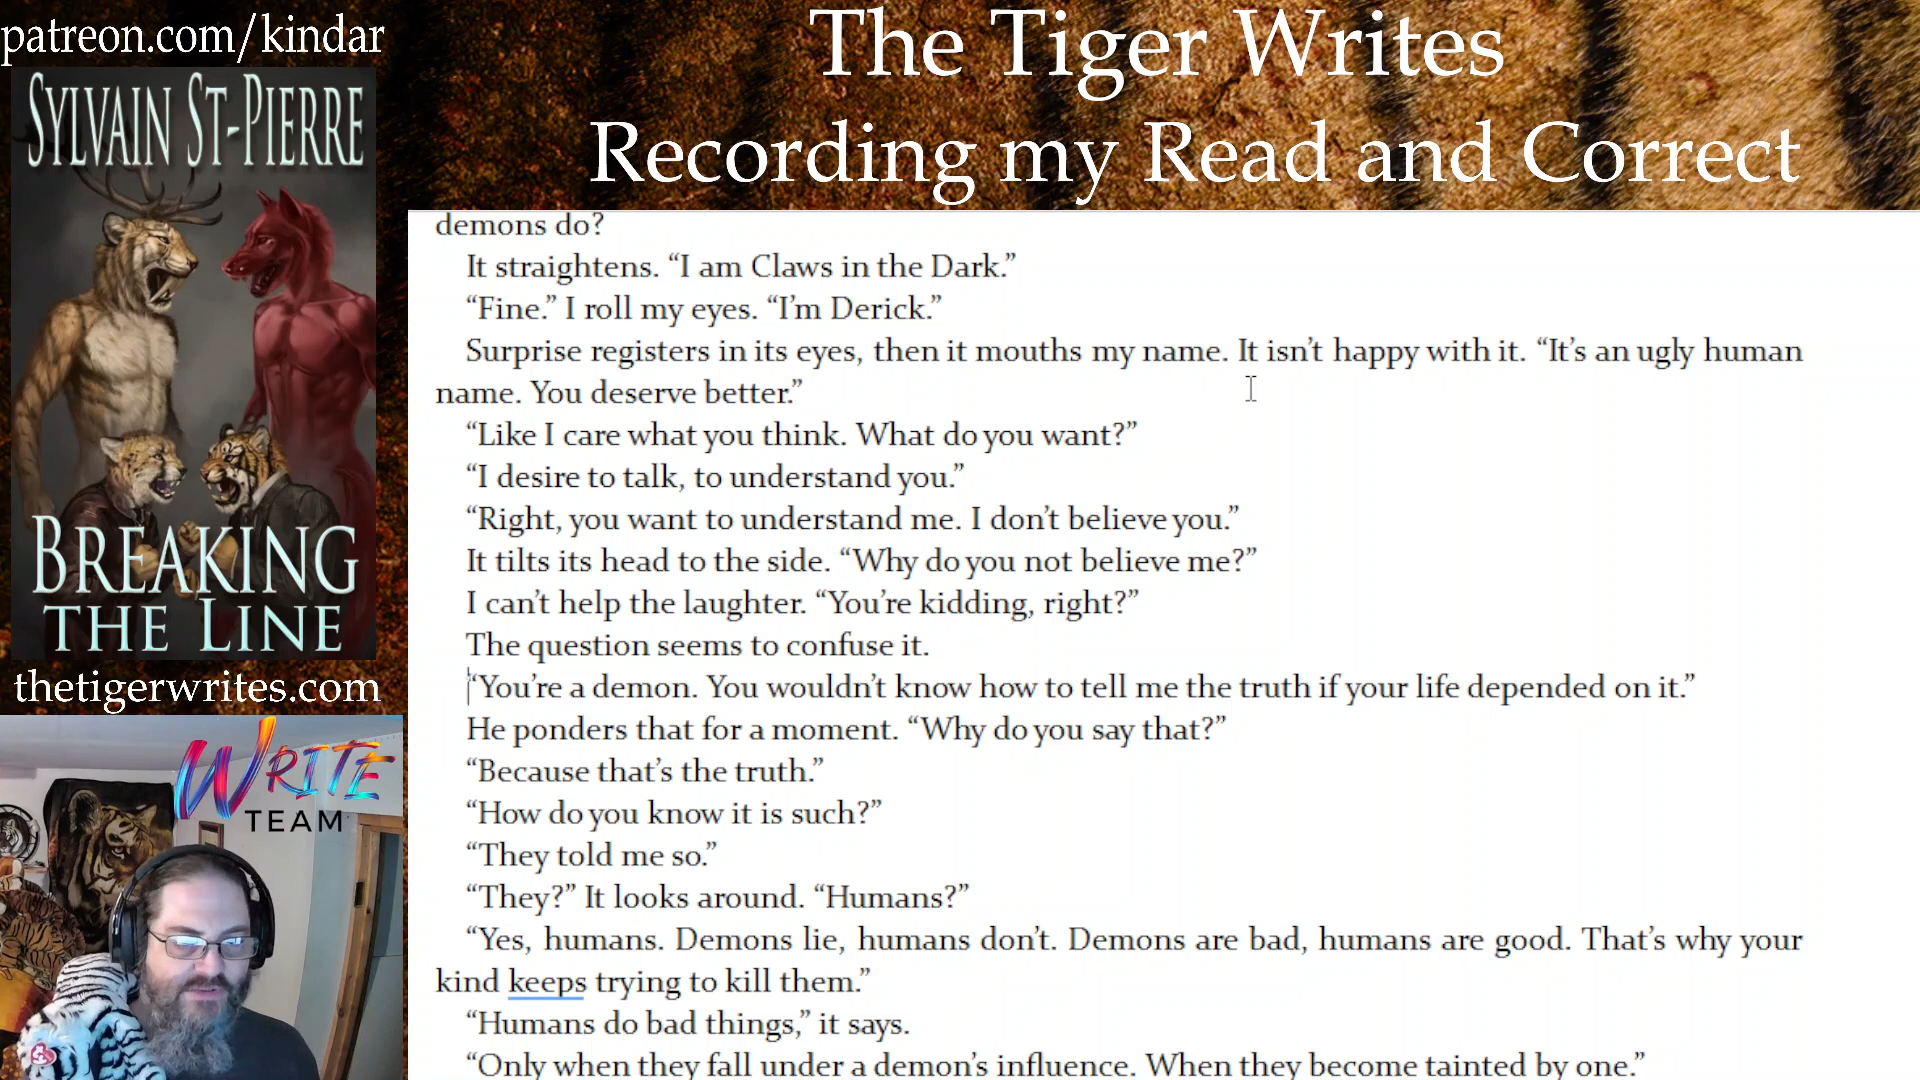 patreon.com/kindar
SYLVAIN ST-PIERRE
BREAKING
THE LINE
thetigerwrites.com
WRITE
TEAM
The Tiger Writes
Recording my Read and Correct
demons do?
It straightens. “I am Claws in the Dark.”
“Fine.” I roll my eyes. “I’m Derick.”
Surprise registers in its eyes, then it mouths my name. It isn’t happy with it. “It’s an ugly human
name. You deserve better.”
“Like I care what you think. What do you want?”
“I desire to talk, to understand you.”
“Right, you want to understand me. I don’t believe you.”
It tilts its head to the side. “Why do you not believe me?”
I can’t help the laughter. “You’re kidding, right?”
The question seems to confuse it.
“You’re a demon. You wouldn’t know how to tell me the truth if your life depended on it.”
He ponders that for a moment. “Why do you say that?”
“Because that’s the truth.”
“How do you know it is such?”
“They told me so.”
“They?” It looks around. “Humans?”
“Yes, humans. Demons lie, humans don’t. Demons are bad, humans are good. That’s why your
kind keeps trying to kill them.”
“Humans do bad things,” it says.
“Only when they fall under a demon’s influence. When they become tainted by one.”